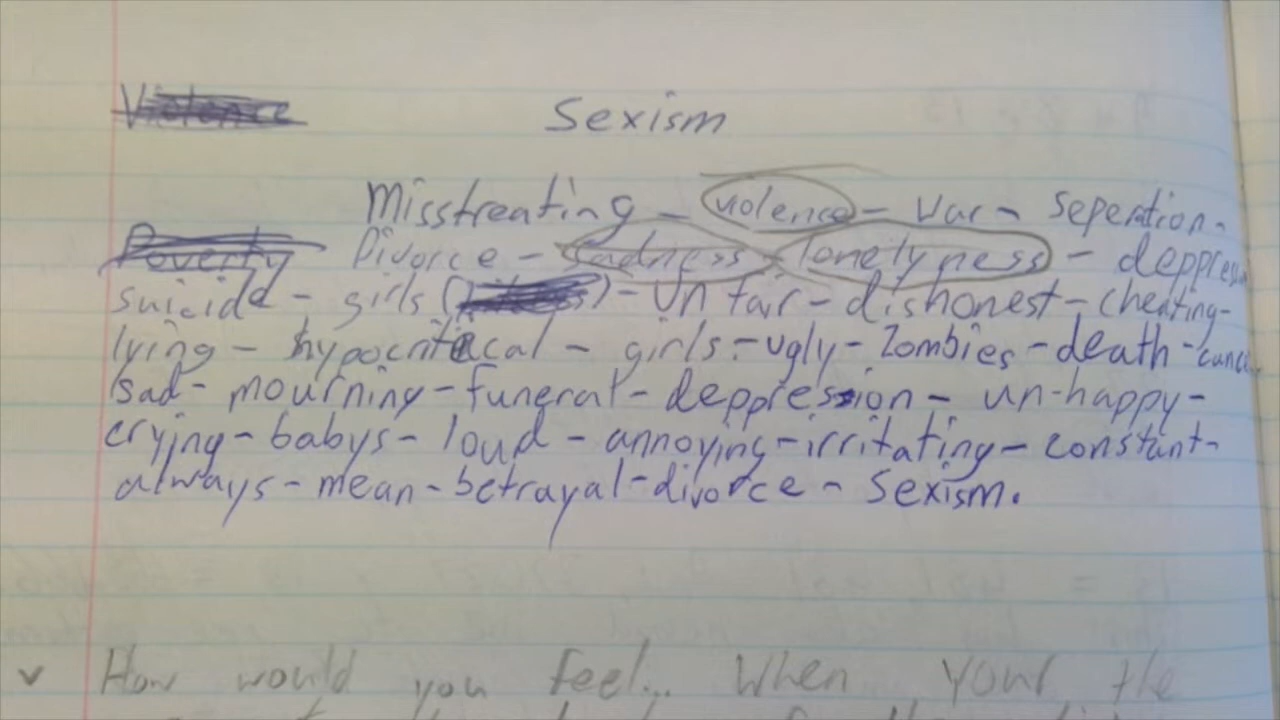 Violence Sexism
Misstreating - violence - war - seperation -
Poverty Divorce - Sadness - lonelyness - deppression
suicide - girls ( ) - Un fair - dishonest - cheating -
lying - hypocritical - girls - ugly - Zombies - death - cancer
sad - mourning - funeral - deppression - un-happy -
crying - babys - loud - annoying - irritating - constant -
always - mean - betrayal - divorce - Sexism.
v How would you feel... When your the